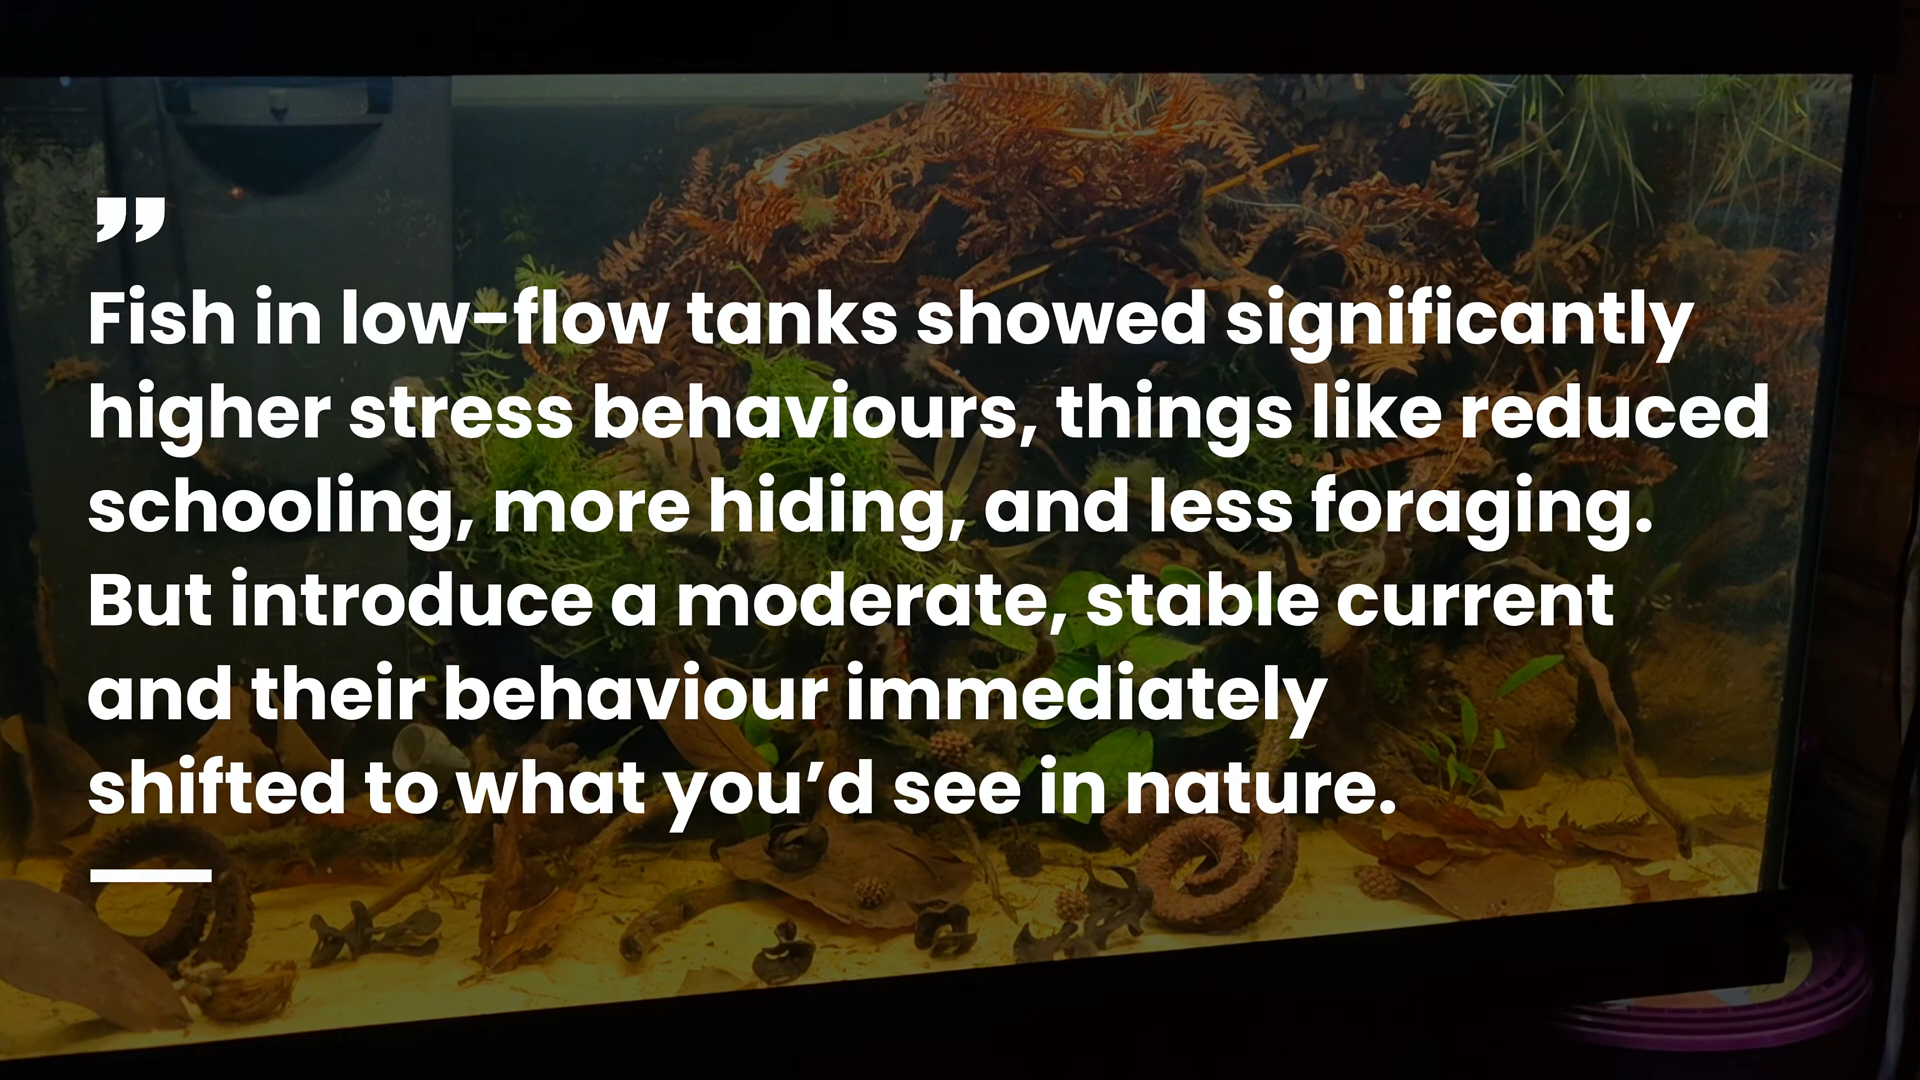 ”
Fish in low-flow tanks showed significantly
higher stress behaviours, things like reduced
schooling, more hiding, and less foraging.
But introduce a moderate, stable current
and their behaviour immediately
shifted to what you’d see in nature.